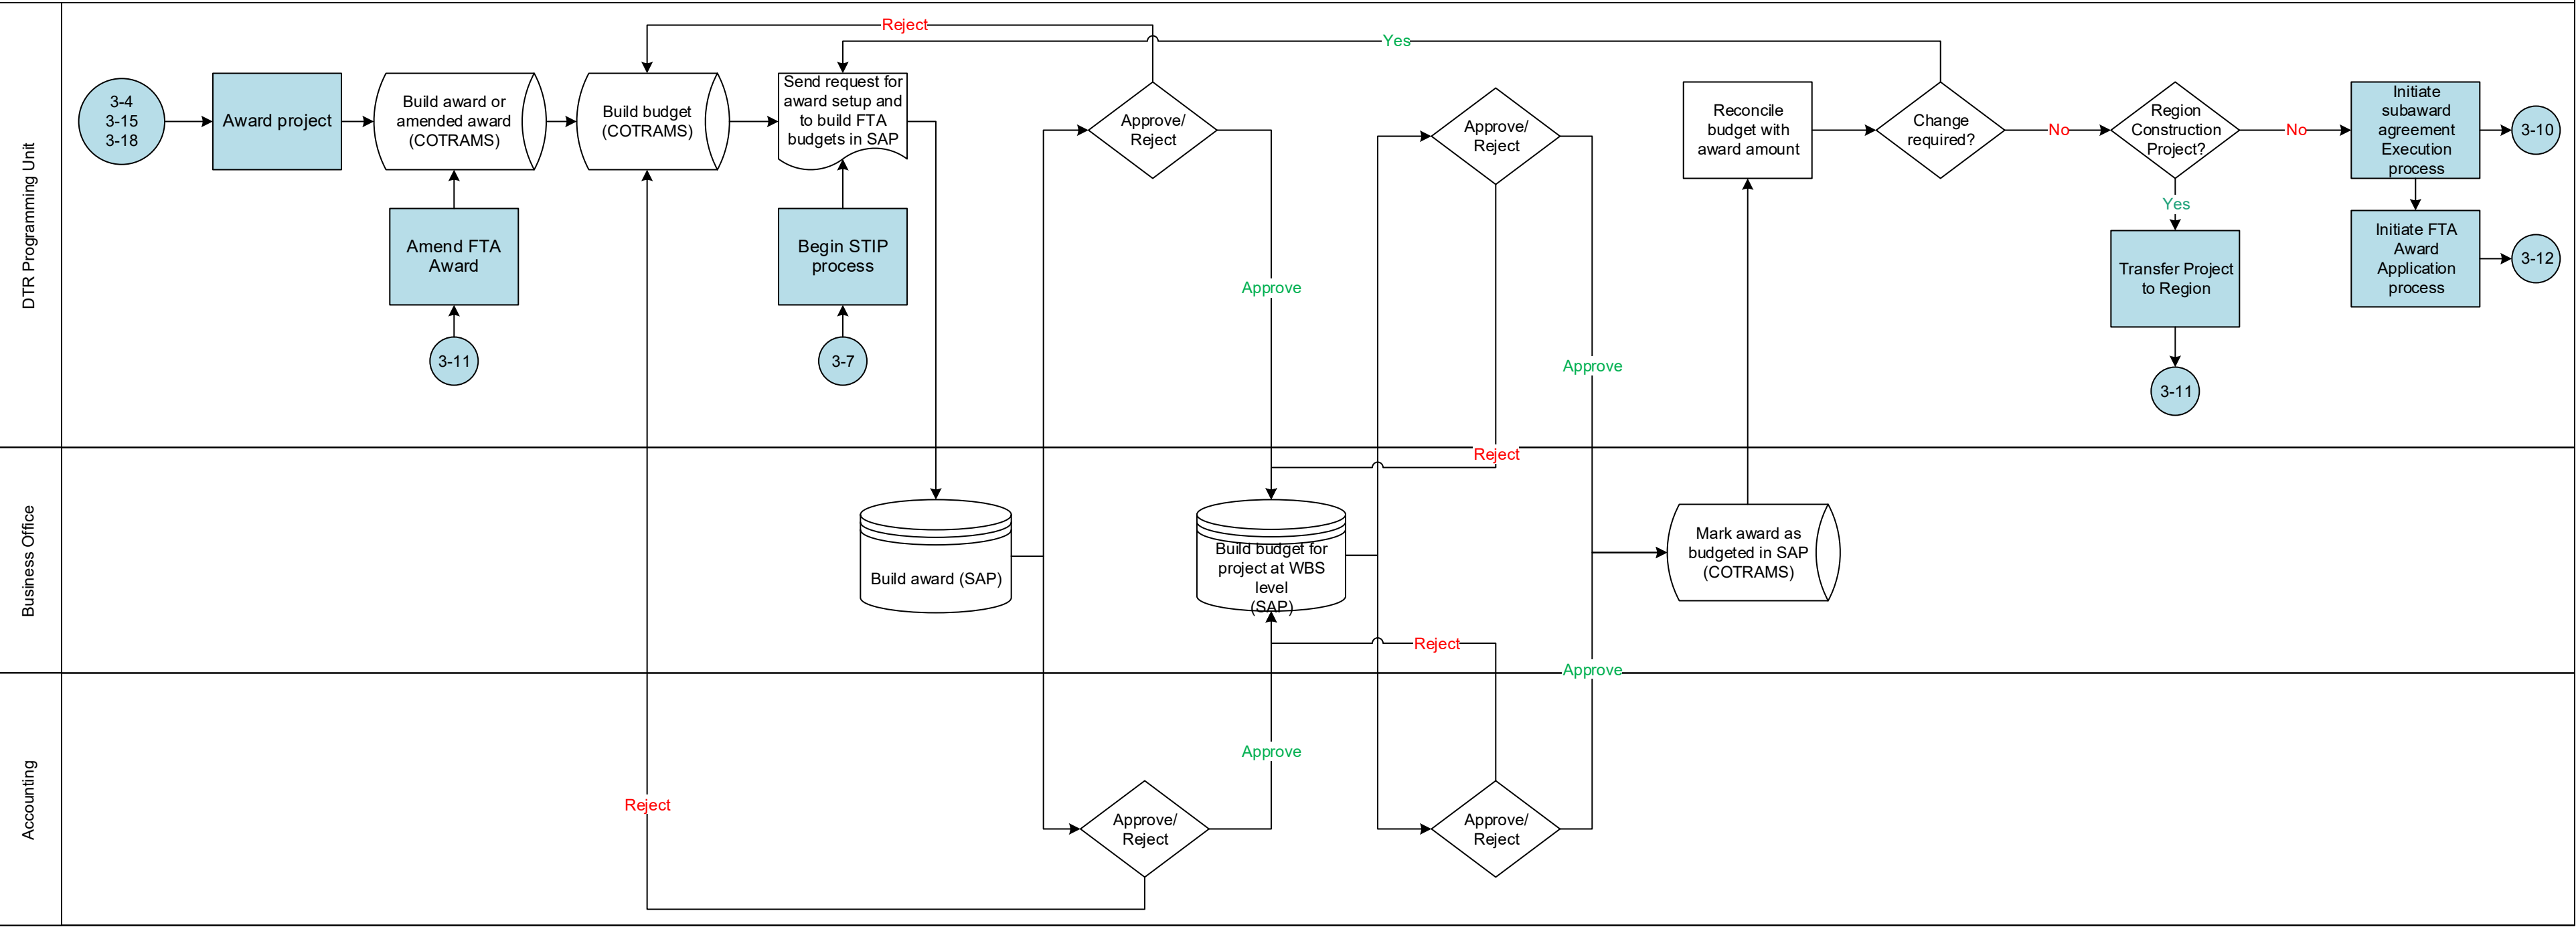 DTR Programming Unit
3-4
3-15
3-18
Award project
Build award or
amended award
(COTRAMS)
Amend FTA
Award
3-11
Build budget
(COTRAMS)
Send request for
award setup and
to build FTA
budgets in SAP
Begin STIP
process
3-7
Reject
Yes
Approve/
Reject
Approve
Approve/
Reject
Approve
Reject
Reconcile
budget with
award amount
Change
required?
No
Region
Construction
Project?
No
Yes
Transfer Project
to Region
3-11
Initiate
subaward
agreement
Execution
process
3-10
Initiate FTA
Award
Application
process
3-12
Business Office
Build award (SAP)
Build budget for
project at WBS
level
(SAP)
Reject
Mark award as
budgeted in SAP
(COTRAMS)
Approve
Accounting
Reject
Approve/
Reject
Approve
Approve/
Reject